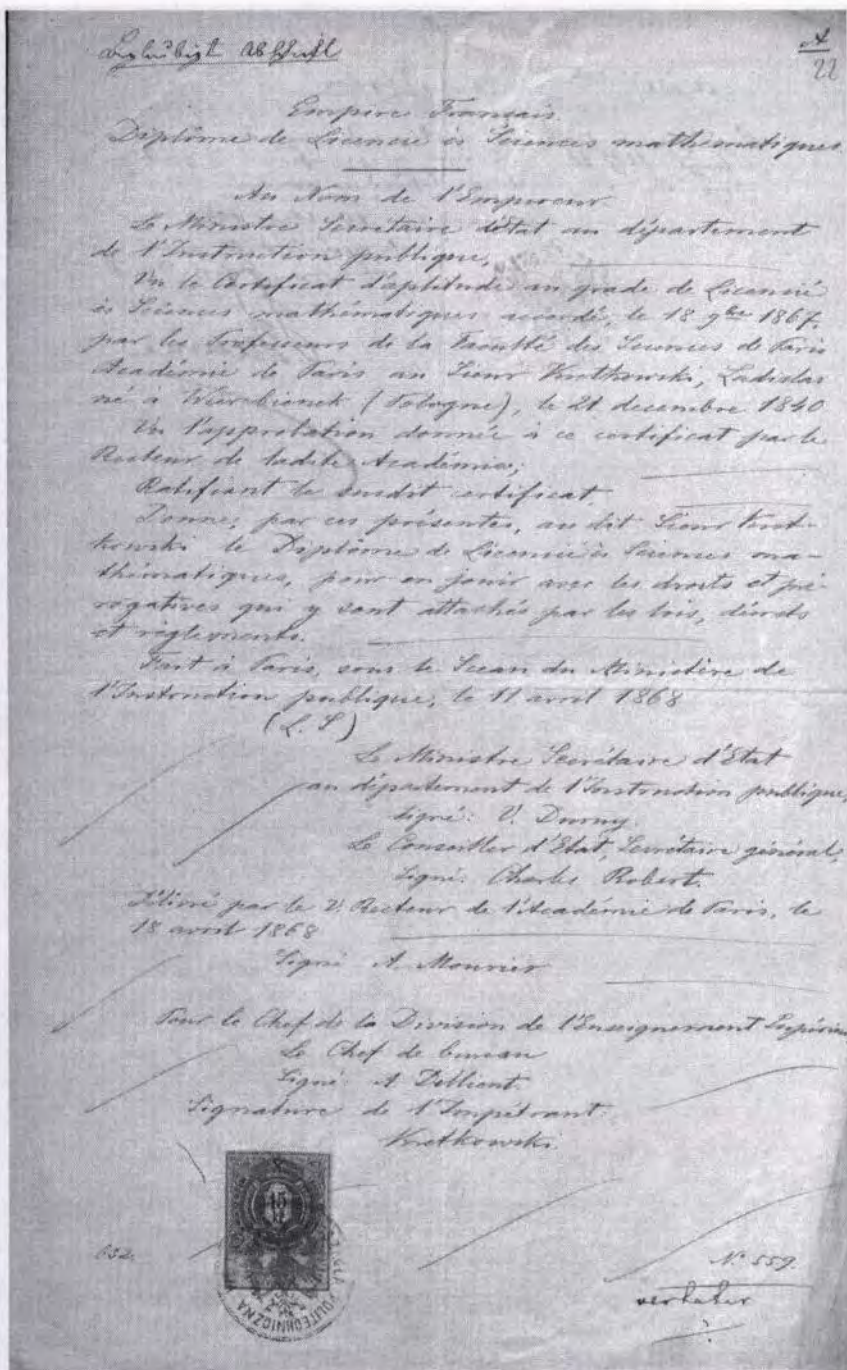 A
22
Empire Français
Diplôme de Licencié ès Sciences mathématiques
Au Nom de l'Empereur
Le Ministre Secrétaire d'Etat au département
de l'Instruction publique,
Vu le Certificat d'aptitude au grade de Licencié
ès Sciences mathématiques accordé, le 18 9bre 1867,
par les Professeurs de la Faculté des Sciences de Paris
Académie de Paris au Sieur Kretkowski, Ladislas
né à Wierzbinek (Pologne), le 21 decembre 1840
Vu l'approbation donnée à ce certificat par le
Recteur de ladite Académie;
Ratifiant le susdit certificat.
Donne, par ces présentes, au dit Sieur Kret-
kowski le Diplôme de Licencié ès Sciences ma-
thématiques, pour en jouir avec les droits et pré-
rogatives qui y sont attachés par les lois, décrets
et règlements.
Fait à Paris, sous le Sceau du Ministère de
l'Instruction publique, le 11 avril 1868
(L. S)
Le Ministre Secrétaire d'Etat
au département de l'Instruction publique,
signé: V. Duruy.
Le Conseiller d'Etat, Secrétaire général,
Signé: Charles Robert.
Délivré par le V. Recteur de l'Académie de Paris, le
18 avril 1868
Signé A. Mourier
Pour le Chef de la Division de l'Enseignement Supérieur
Le Chef de bureau
Signé A
Signature de l'Impétrant:
Kretkowski.
15
632.
N° 559
POLITECHNICZNA